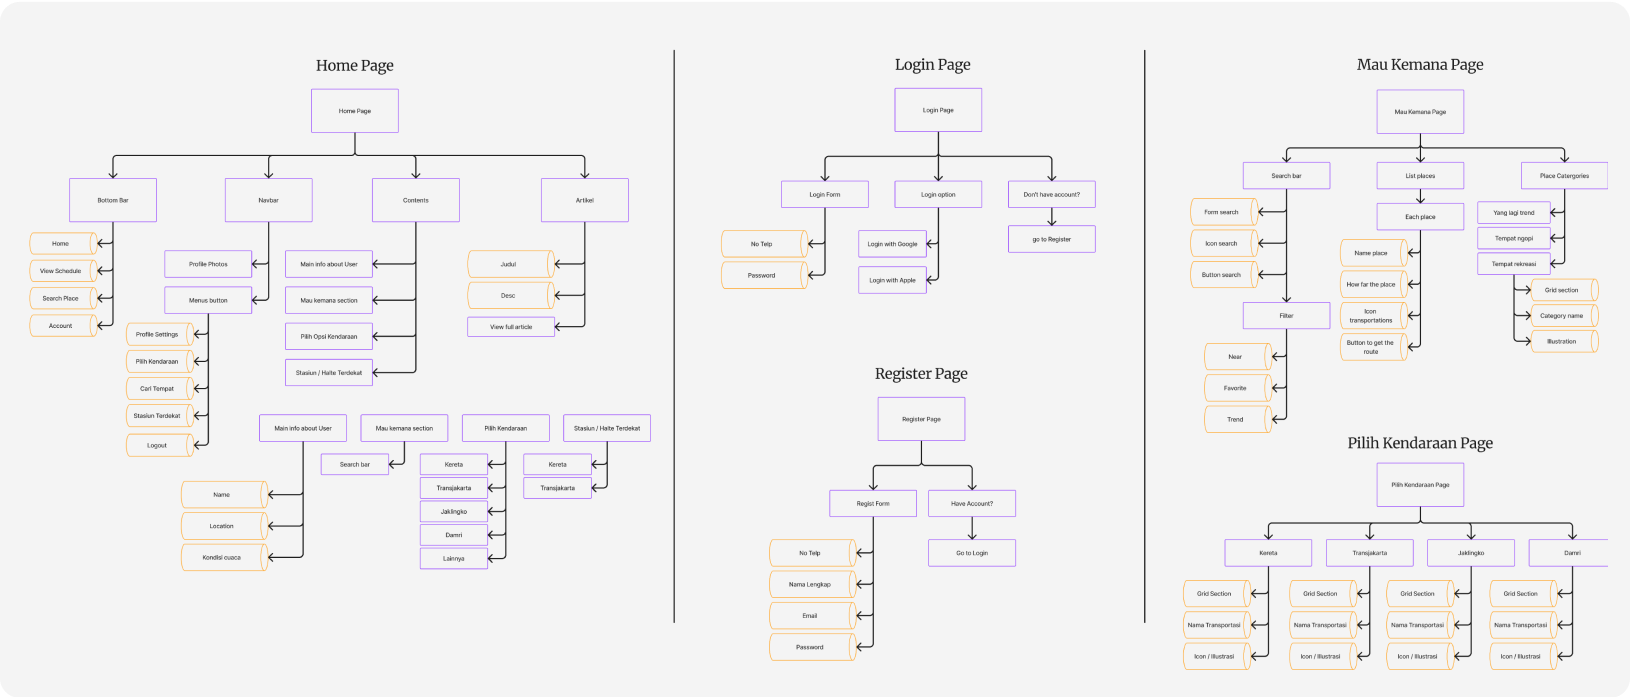 Home Page
Home Page
Bottom Bar
Navbar
Contents
Artikel
Home
View Schedule
Search Place
Account
Profile Photos
Menus button
Profile Settings
Pilih Kendaraan
Cari Tempat
Stasiun Terdekat
Logout
Main info about User
Mau kemana section
Pilih Opsi Kendaraan
Stasiun / Halte Terdekat
Judul
Desc
View full article
Main info about User
Mau kemana section
Pilih Kendaraan
Stasiun / Halte Terdekat
Name
Location
Kondisi cuaca
Search bar
Kereta
Transjakarta
Jaklingko
Damri
Lainnya
Kereta
Transjakarta
Login Page
Login Page
Login Form
Login option
Don't have account?
No Telp
Password
Login with Google
Login with Apple
go to Register
Register Page
Register Page
Regist Form
Have Account?
No Telp
Nama Lengkap
Email
Password
Go to Login
Mau Kemana Page
Mau Kemana Page
Search bar
List places
Place Catergories
Form search
Icon search
Button search
Filter
Near
Favorite
Trend
Each place
Name place
How far the place
Icon
transportations
Button to get the
route
Yang lagi trend
Tempat ngopi
Tempat rekreasi
Grid section
Category name
Illustration
Pilih Kendaraan Page
Pilih Kendaraan Page
Kereta
Transjakarta
Jaklingko
Damri
Grid Section
Nama Transportasi
Icon / Illustrasi
Grid Section
Nama Transportasi
Icon / Illustrasi
Grid Section
Nama Transportasi
Icon / Illustrasi
Grid Section
Nama Transportasi
Icon / Illustrasi